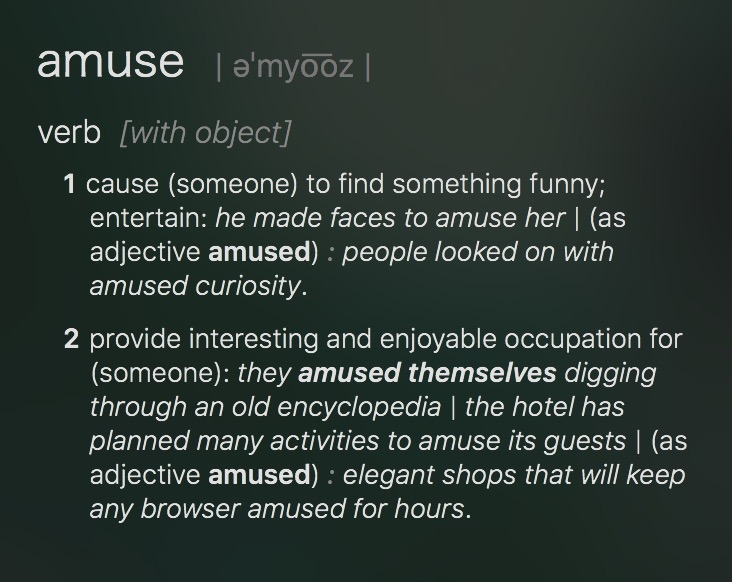 amuse | ə'myo͞oz |
verb [with object]
1 cause (someone) to find something funny;
entertain: he made faces to amuse her | (as
adjective amused) : people looked on with
amused curiosity.
2 provide interesting and enjoyable occupation for
(someone): they amused themselves digging
through an old encyclopedia | the hotel has
planned many activities to amuse its guests | (as
adjective amused) : elegant shops that will keep
any browser amused for hours.